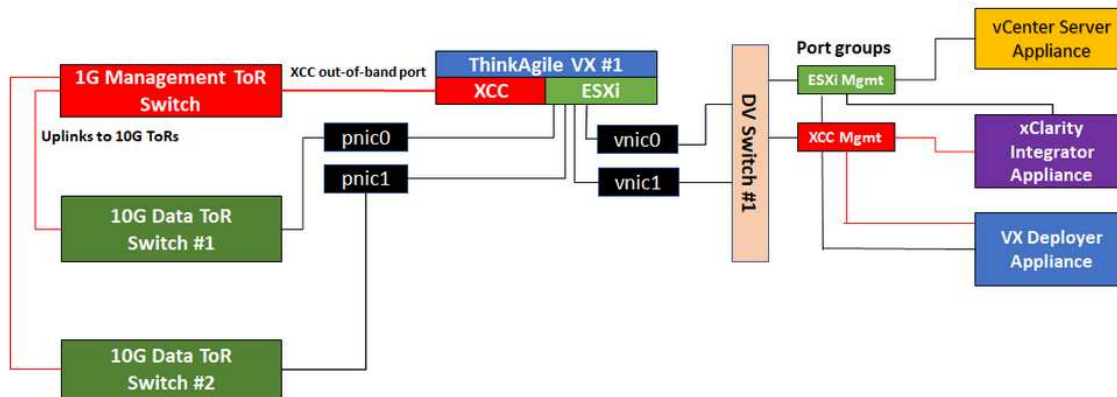 1G Management ToR
Switch
XCC out-of-band port
ThinkAgile VX #1
XCC
ESXi
Uplinks to 10G ToRs
pnic0
pnic1
vnic0
vnic1
10G Data ToR
Switch #1
10G Data ToR
Switch #2
DV Switch #1
Port groups
ESXi Mgmt
XCC Mgmt
vCenter Server
Appliance
xClarity
Integrator
Appliance
VX Deployer
Appliance